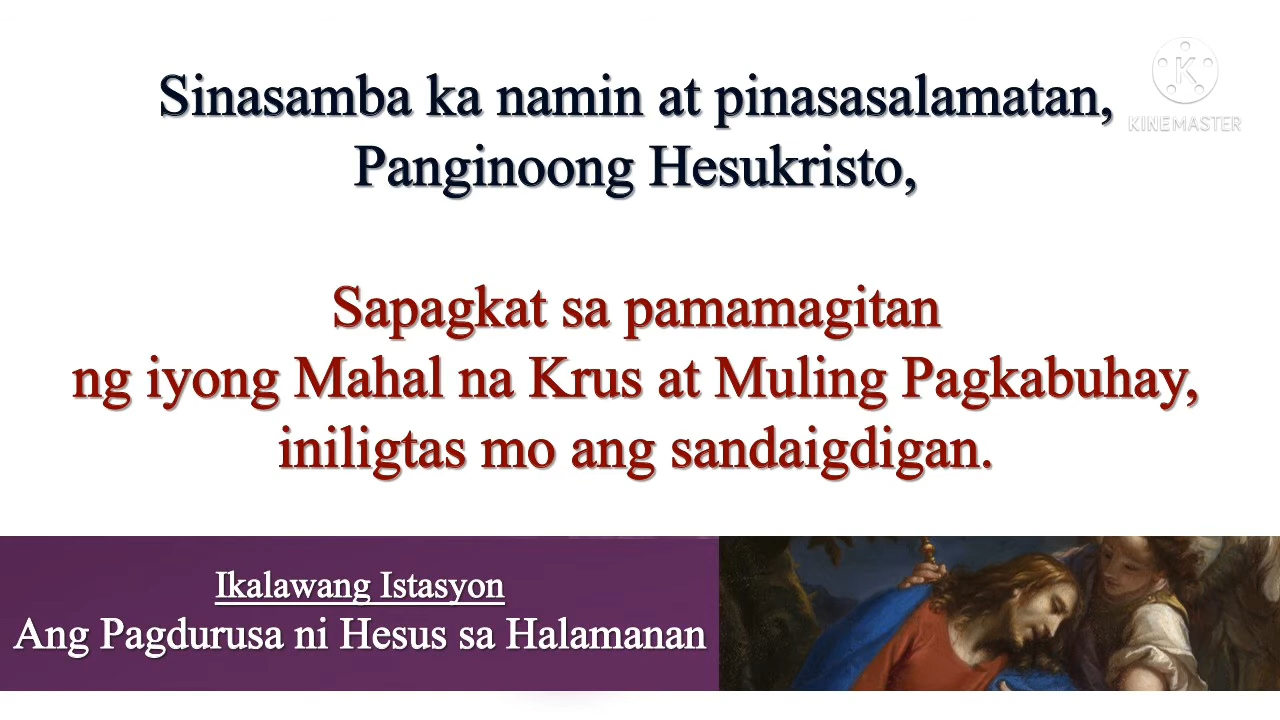 Sinasamba ka namin at pinasasalamatan,
Panginoong Hesukristo,
Sapagkat sa pamamagitan
ng iyong Mahal na Krus at Muling Pagkabuhay,
iniligtas mo ang sandaigdigan.
Ikalawang Istasyon
Ang Pagdurusa ni Hesus sa Halamanan
K
KINEMASTER